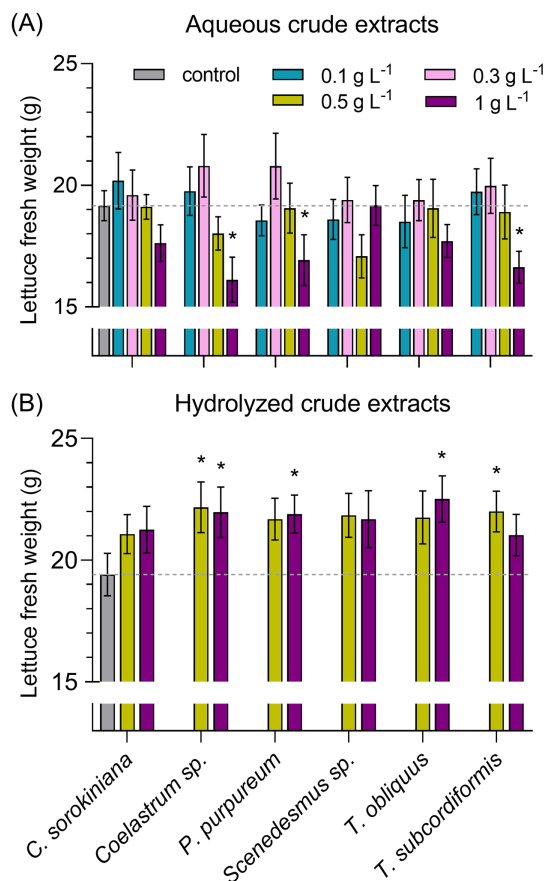 (A) Aqueous crude extracts
control 0.1 g L⁻¹ 0.3 g L⁻¹
0.5 g L⁻¹ 1 g L⁻¹
Lettuce fresh weight (g)
25
20
15
* * *
(B) Hydrolyzed crude extracts
Lettuce fresh weight (g)
25
20
15
* * * * *
C. sorokiniana
Coelastrum sp.
P. purpureum
Scenedesmus sp.
T. obliquus
T. subcordiformis